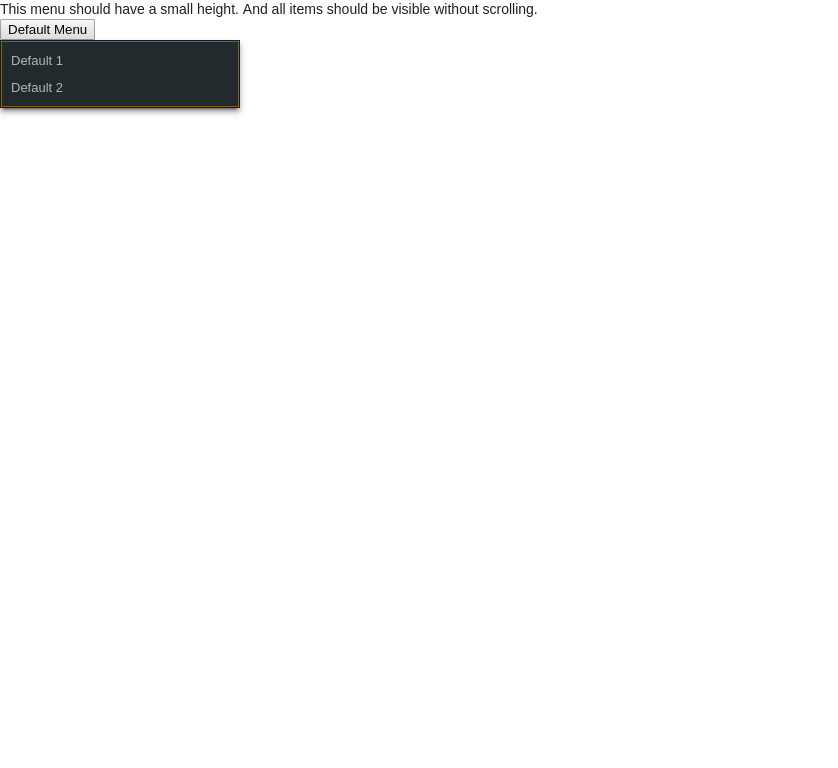 This menu should have a small height. And all items should be visible without scrolling.
Default Menu
Default 1
Default 2